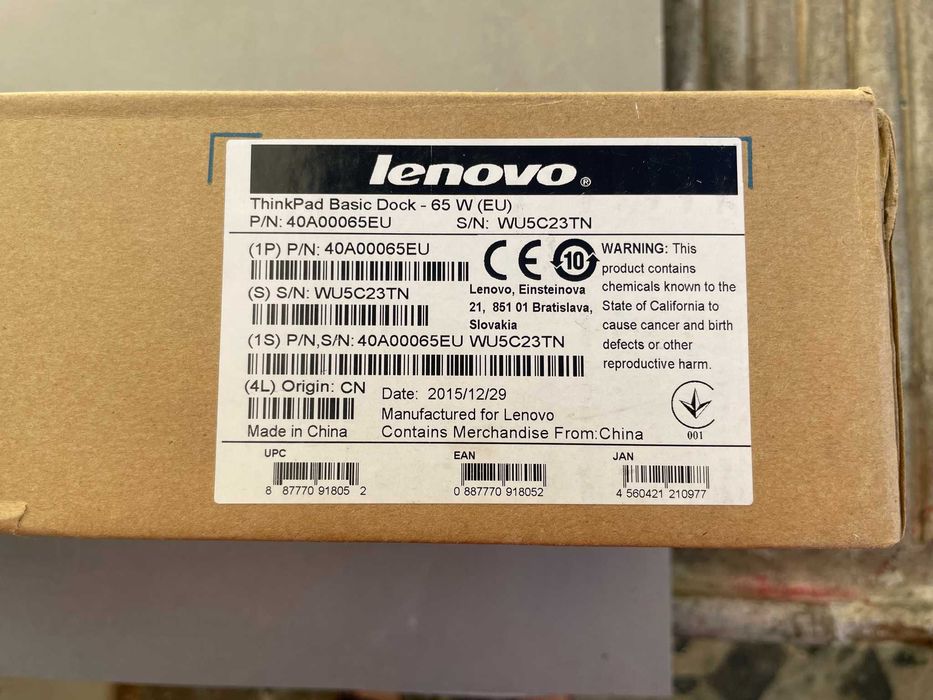 lenovo®
ThinkPad Basic Dock - 65 W (EU)
P/N: 40A00065EU S/N: WU5C23TN
(1P) P/N: 40A00065EU
(S) S/N: WU5C23TN
(1S) P/N,S/N: 40A00065EU WU5C23TN
(4L) Origin: CN
Made in China
CE
10
Lenovo, Einsteinova
21, 851 01 Bratislava,
Slovakia
WARNING: This
product contains
chemicals known to the
State of California to
cause cancer and birth
defects or other
reproductive harm.
Date: 2015/12/29
Manufactured for Lenovo
Contains Merchandise From:China
001
UPC
8 87770 91805 2
EAN
0 887770 918052
JAN
4 560421 210977